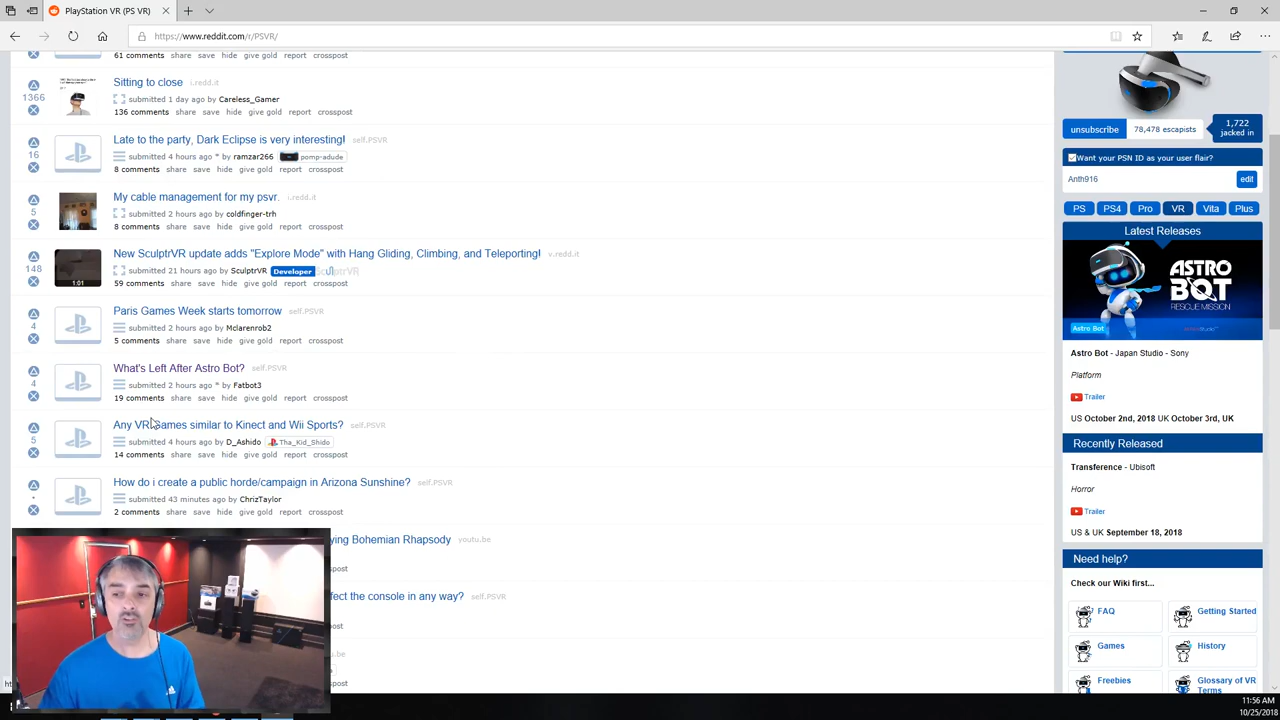 PlayStation VR (PS VR)
https://www.reddit.com/r/PSVR/
61 comments share save hide give gold report crosspost
Sitting to close i.redd.it
1366
submitted 1 day ago by Careless_Gamer
136 comments share save hide give gold report crosspost
Late to the party, Dark Eclipse is very interesting! self.PSVR
16
submitted 4 hours ago * by ramzar266 pomp-adude
8 comments share save hide give gold report crosspost
My cable management for my psvr. i.redd.it
5
submitted 2 hours ago by coldfinger-trh
8 comments share save hide give gold report crosspost
New SculptrVR update adds "Explore Mode" with Hang Gliding, Climbing, and Teleporting! v.redd.it
148
submitted 21 hours ago by SculptrVR Developer SculptrVR
1:01
59 comments share save hide give gold report crosspost
Paris Games Week starts tomorrow self.PSVR
4
submitted 2 hours ago by Mclarenrob2
5 comments share save hide give gold report crosspost
What's Left After Astro Bot? self.PSVR
4
submitted 2 hours ago * by Fatbot3
19 comments share save hide give gold report crosspost
Any VR Games similar to Kinect and Wii Sports? self.PSVR
5
submitted 4 hours ago by D_Ashido Tha_Kid_Shido
14 comments share save hide give gold report crosspost
How do i create a public horde/campaign in Arizona Sunshine? self.PSVR
•
submitted 43 minutes ago by ChrizTaylor
2 comments share save hide give gold report crosspost
ying Bohemian Rhapsody youtu.be
post
fect the console in any way? self.PSVR
post
u.be
post
unsubscribe 78,478 escapists 1,722
jacked in
Want your PSN ID as your user flair?
Anth916 edit
PS PS4 Pro VR Vita Plus
Latest Releases
ASTRO
BOT
RESCUE MISSION
Astro Bot
Astro Bot - Japan Studio - Sony
Platform
Trailer
US October 2nd, 2018 UK October 3rd, UK
Recently Released
Transference - Ubisoft
Horror
Trailer
US & UK September 18, 2018
Need help?
Check our Wiki first...
FAQ Getting Started
Games History
Freebies Glossary of VR
Terms
11:56 AM
10/25/2018